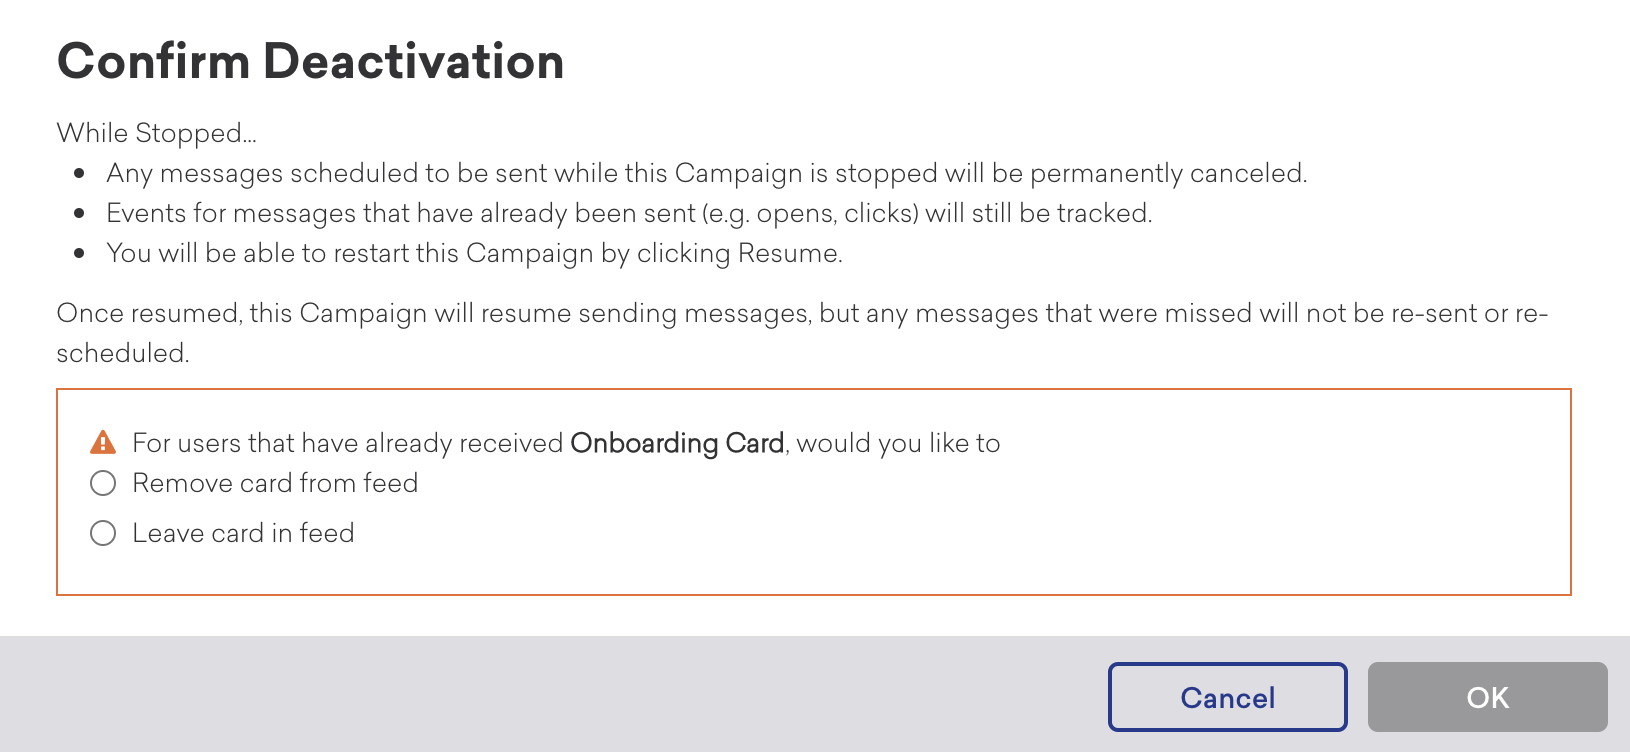 Confirm Deactivation
While Stopped...
• Any messages scheduled to be sent while this Campaign is stopped will be permanently canceled.
• Events for messages that have already been sent (e.g. opens, clicks) will still be tracked.
• You will be able to restart this Campaign by clicking Resume.
Once resumed, this Campaign will resume sending messages, but any messages that were missed will not be re-sent or re-
scheduled.
For users that have already received Onboarding Card, would you like to
Remove card from feed
Leave card in feed
Cancel
OK